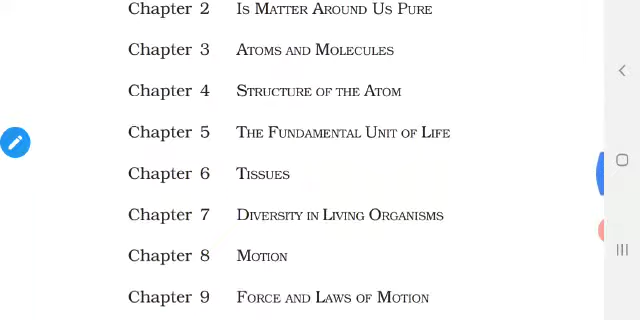 Chapter 2 Is Matter Around Us Pure
Chapter 3 Atoms and Molecules
Chapter 4 Structure of the Atom
Chapter 5 The Fundamental Unit of Life
Chapter 6 Tissues
Chapter 7 Diversity in Living Organisms
Chapter 8 Motion
Chapter 9 Force and Laws of Motion